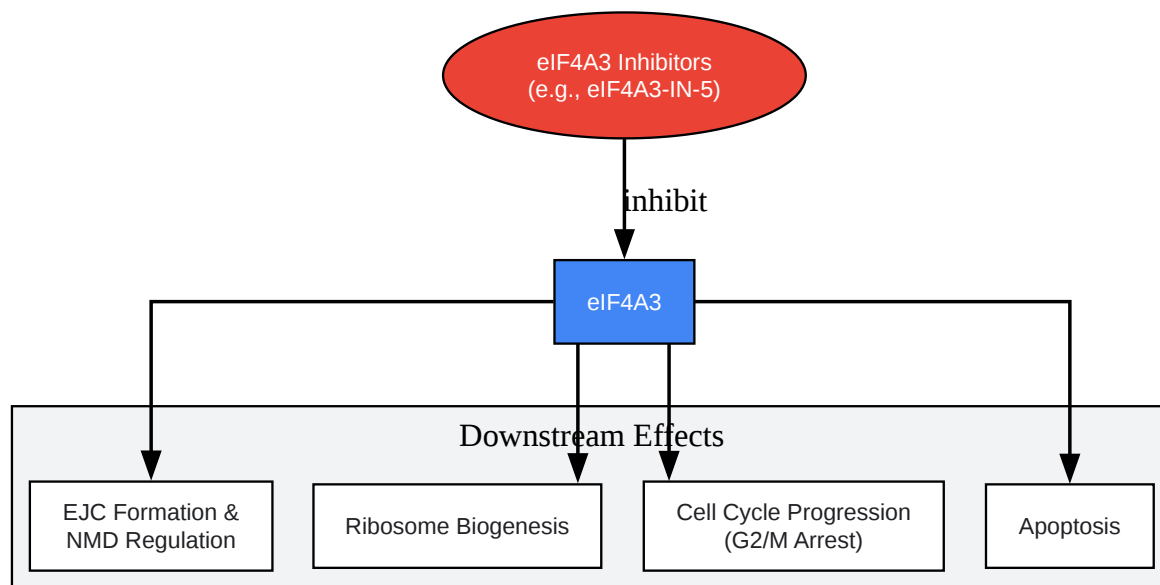 eIF4A3 Inhibitors
(e.g., eIF4A3-IN-5)
inhibit
eIF4A3
Downstream Effects
EJC Formation &
NMD Regulation
Ribosome Biogenesis
Cell Cycle Progression
(G2/M Arrest)
Apoptosis